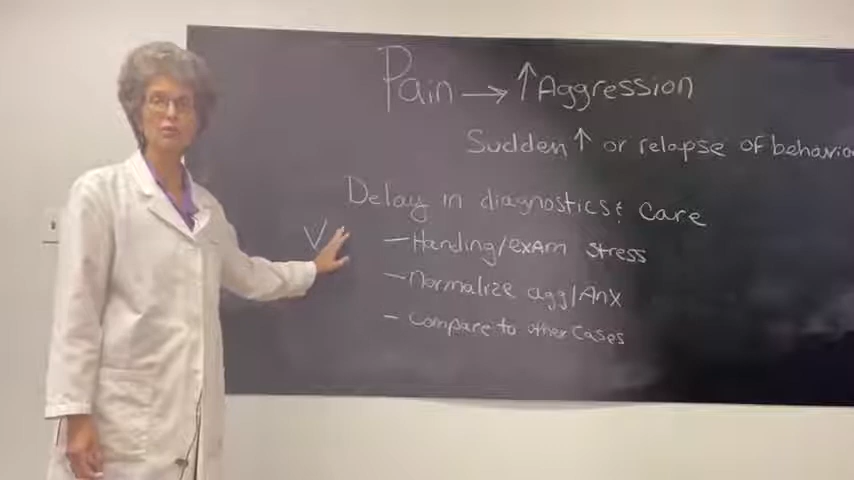 Pain → ↑ Aggression
Sudden ↑ or relapse of behavio
Delay in diagnostics & care
V
- Handing/exam stress
- Normalize agg/Anx
- compare to other cases